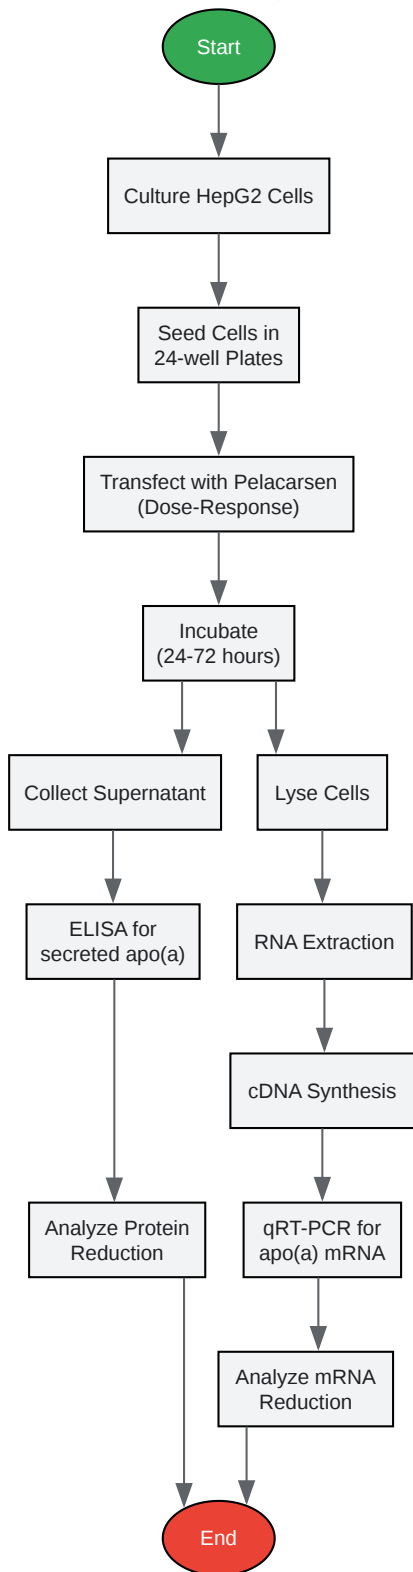 Start
Culture HepG2 Cells
Seed Cells in
24-well Plates
Transfect with Pelacarsen
(Dose-Response)
Incubate
(24-72 hours)
Collect Supernatant
Lyse Cells
ELISA for
secreted apo(a)
RNA Extraction
cDNA Synthesis
Analyze Protein
Reduction
qRT-PCR for
apo(a) mRNA
Analyze mRNA
Reduction
End